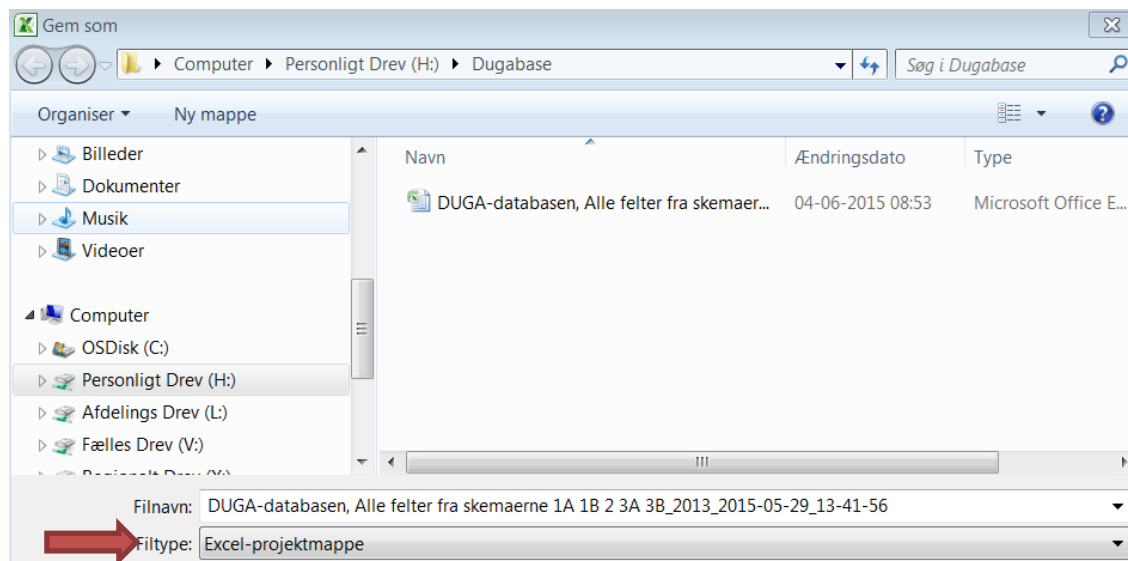 Gem som
Computer Personligt Drev (H:) Dugabase
Søg i Dugabase
Organiser Ny mappe
Navn Ændringsdato Type
Billeder
Dokumenter
Musik
Videoer
DUGA-databasen, Alle felter fra skemaer... 04-06-2015 08:53 Microsoft Office E...
Computer
OSDisk (C:)
Personligt Drev (H:)
Afdelings Drev (L:)
Fælles Drev (V:)
Filnavn: DUGA-databasen, Alle felter fra skemaerne 1A 1B 2 3A 3B_2013_2015-05-29_13-41-56
Filtype: Excel-projektmappe